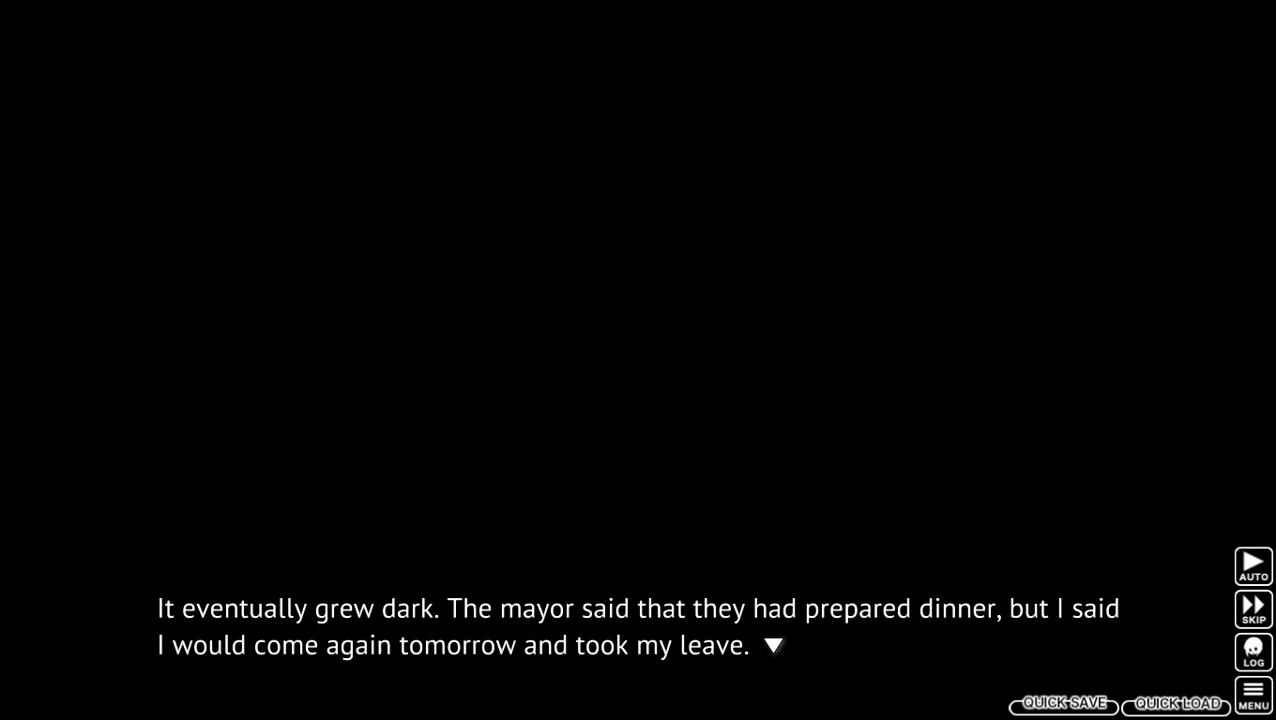 It eventually grew dark. The mayor said that they had prepared dinner, but I said
I would come again tomorrow and took my leave.
AUTO
SKIP
LOG
MENU
QUICK SAVE QUICK LOAD